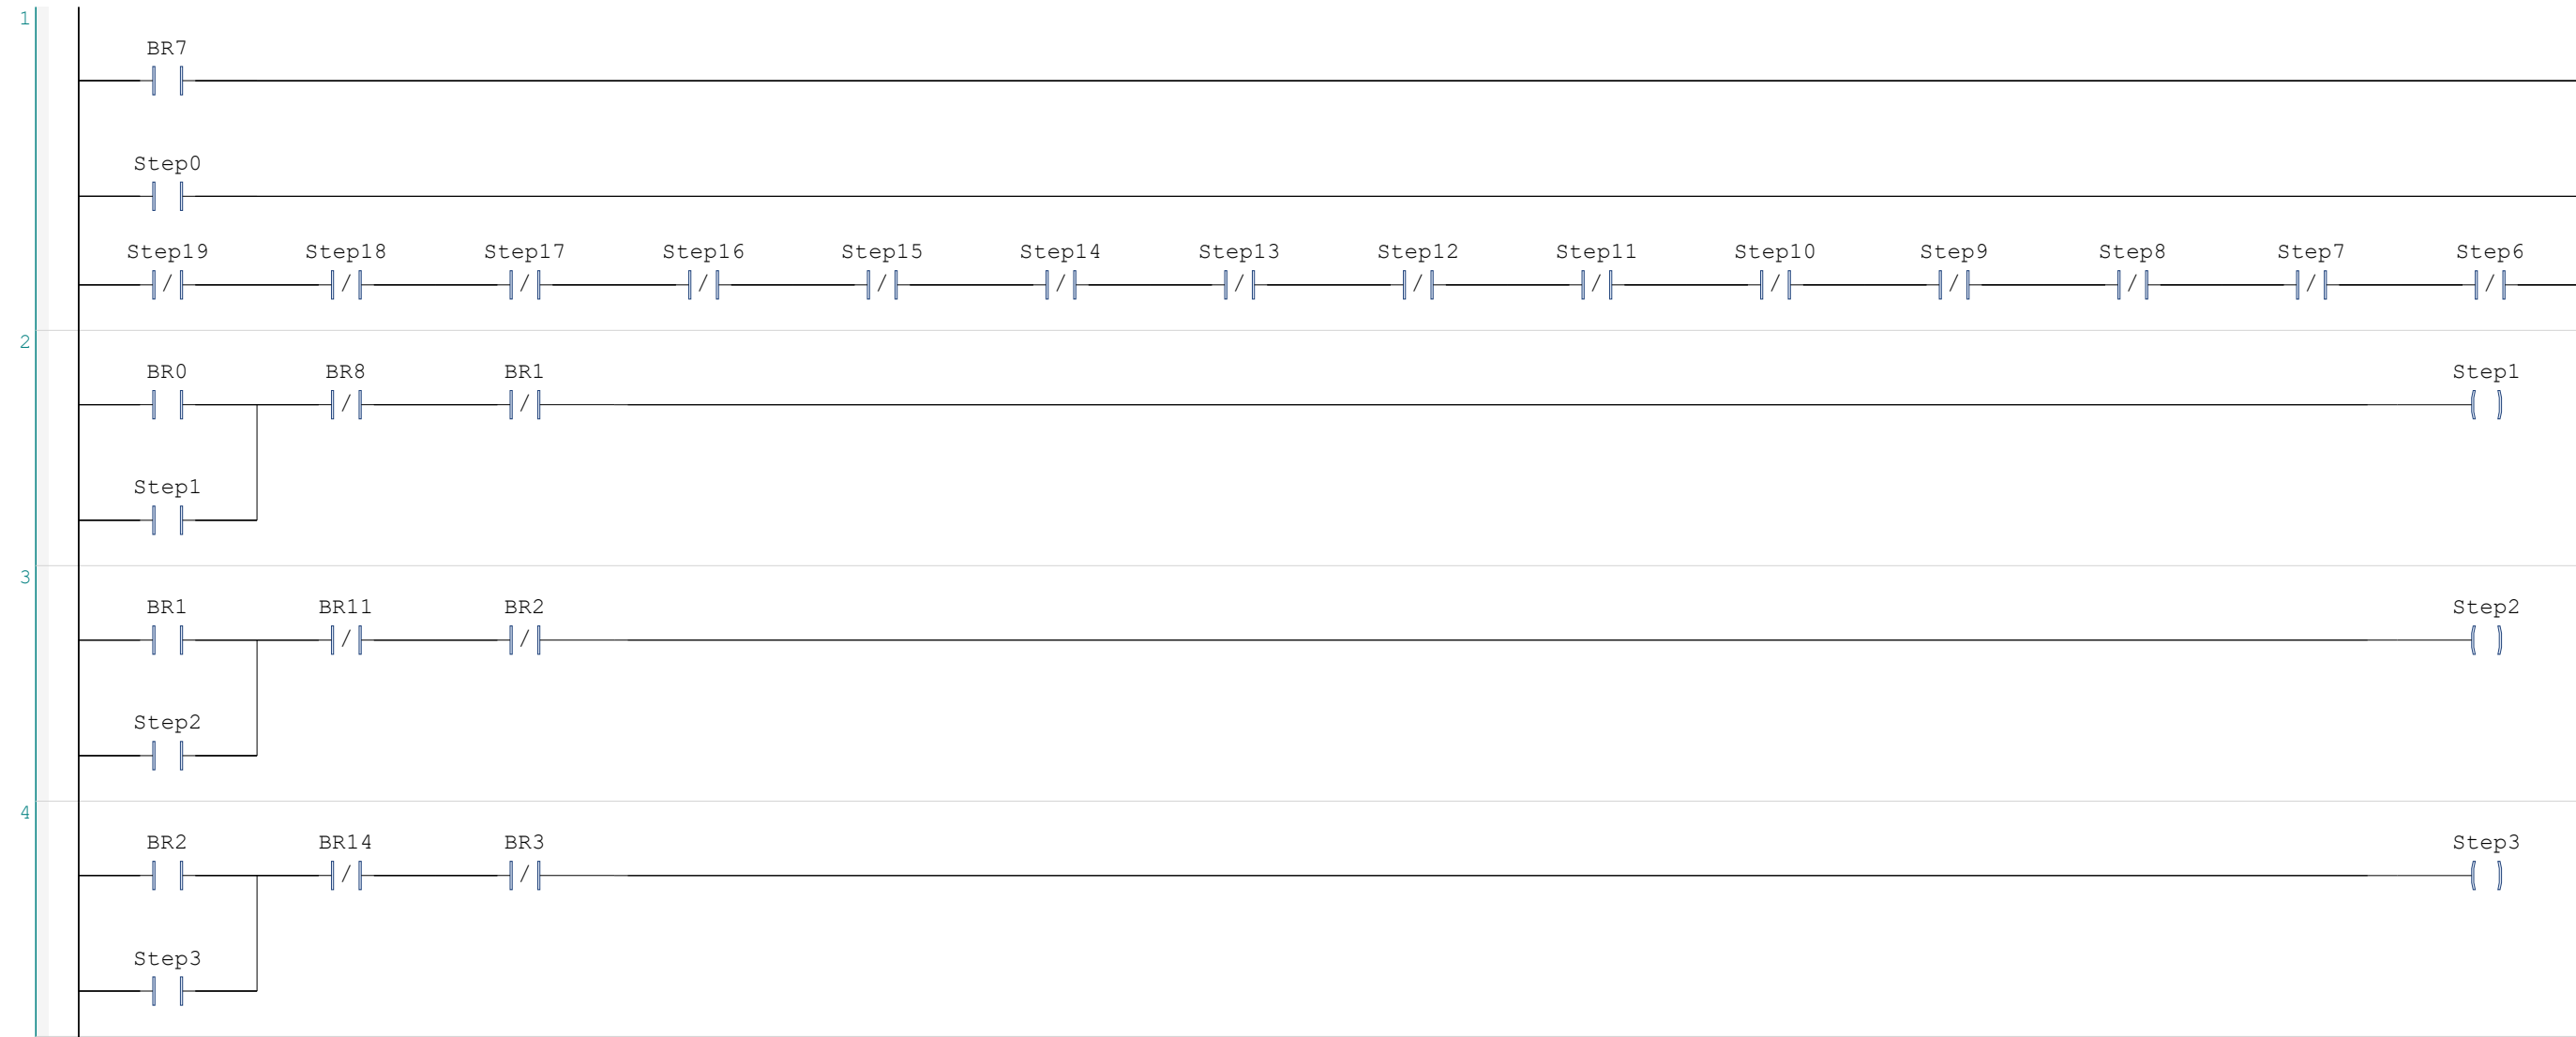 1
BR7
Step0
Step19 Step18 Step17 Step16 Step15 Step14 Step13 Step12 Step11 Step10 Step9 Step8 Step7 Step6
2
BR0 BR8 BR1 Step1
Step1
3
BR1 BR11 BR2 Step2
Step2
4
BR2 BR14 BR3 Step3
Step3